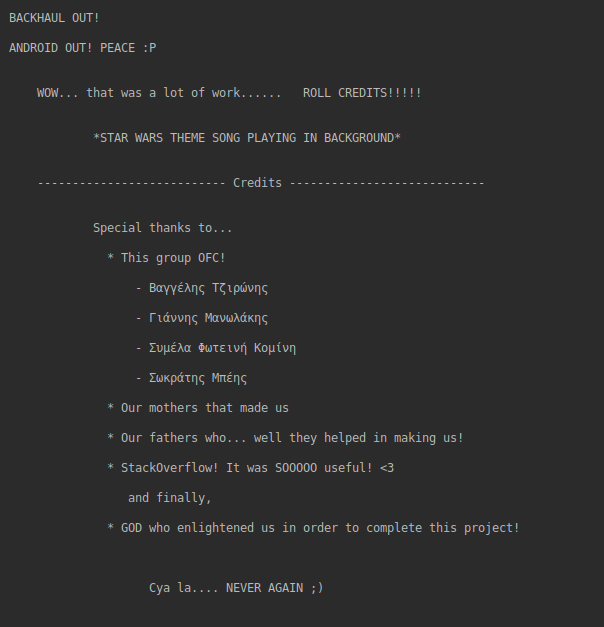 BACKHAUL OUT!
ANDROID OUT! PEACE :P
WOW... that was a lot of work...... ROLL CREDITS!!!!!
*STAR WARS THEME SONG PLAYING IN BACKGROUND*
--------------------------- Credits ----------------------------
Special thanks to...
* This group OFC!
- Βαγγέλης Τζιρώνης
- Γιάννης Μανωλάκης
- Συμέλα Φωτεινή Κομίνη
- Σωκράτης Μπέης
* Our mothers that made us
* Our fathers who... well they helped in making us!
* StackOverflow! It was SOOOOO useful! <3
and finally,
* GOD who enlightened us in order to complete this project!
Cya la.... NEVER AGAIN ;)